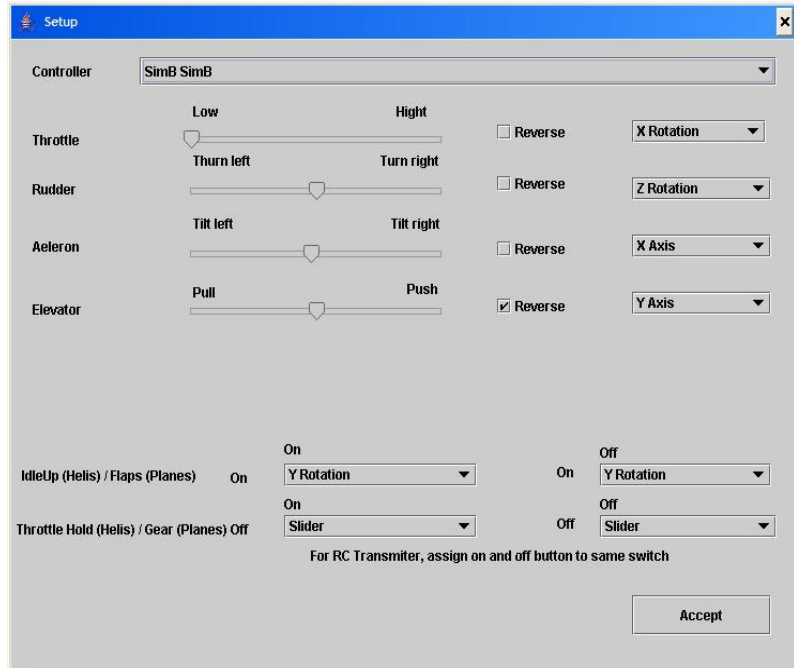 Setup
Controller SimB SimB
Low Hight
Throttle Reverse X Rotation
Thurn left Turn right
Rudder Reverse Z Rotation
Tilt left Tilt right
Aeleron Reverse X Axis
Pull Push
Elevator Reverse Y Axis
On Off
IdleUp (Helis) / Flaps (Planes) On Y Rotation On Y Rotation
On Off
Throttle Hold (Helis) / Gear (Planes) Off Slider Off Slider
For RC Transmiter, assign on and off button to same switch
Accept